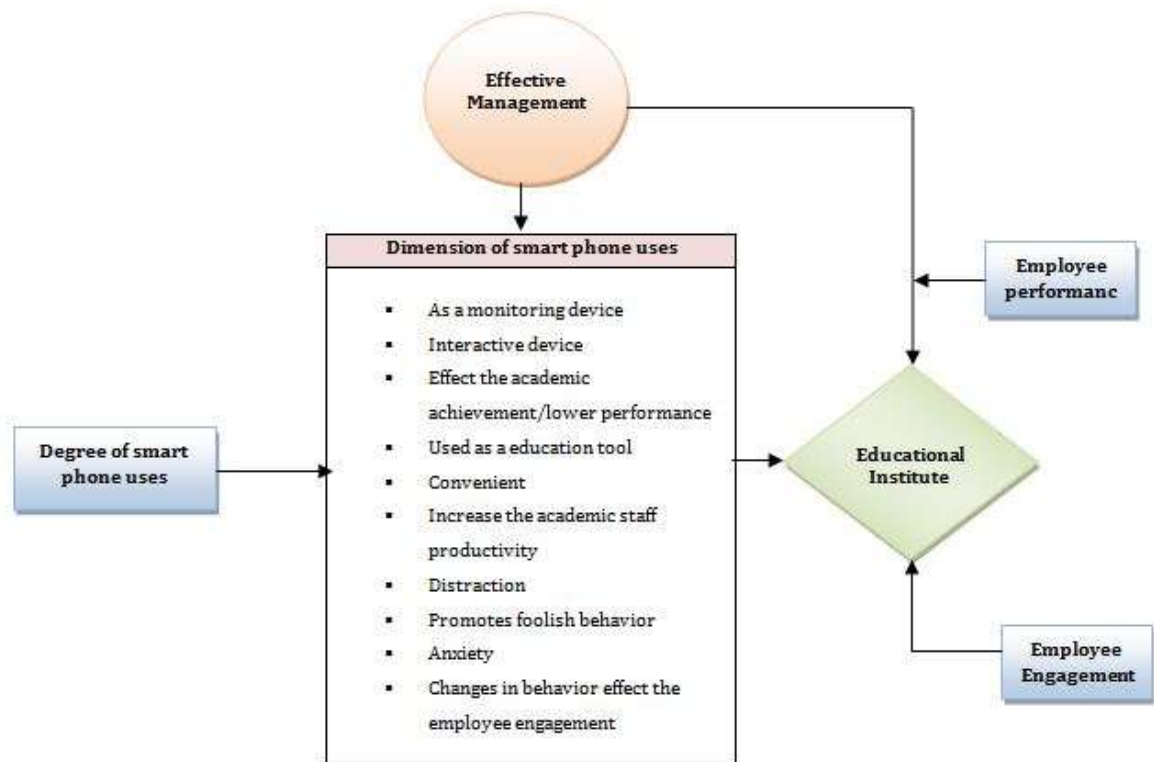 Effective
Management
Dimension of smart phone uses
▪ As a monitoring device
▪ Interactive device
▪ Effect the academic
achievement/lower performance
▪ Used as a education tool
▪ Convenient
▪ Increase the academic staff
productivity
▪ Distraction
▪ Promotes foolish behavior
▪ Anxiety
▪ Changes in behavior effect the
employee engagement
Degree of smart
phone uses
Employee
performanc
Educational
Institute
Employee
Engagement